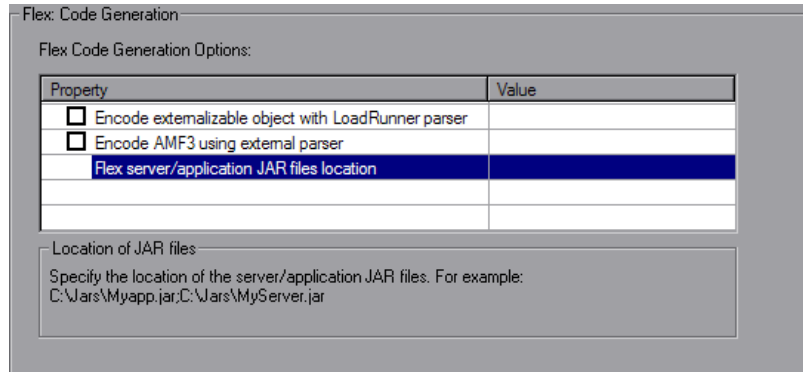 Flex: Code Generation
Flex Code Generation Options:
Property Value
Encode externalizable object with LoadRunner parser
Encode AMF3 using external parser
Flex server/application JAR files location
Location of JAR files
Specify the location of the server/application JAR files. For example:
C:\Jars\Myapp.jar;C:\Jars\MyServer.jar